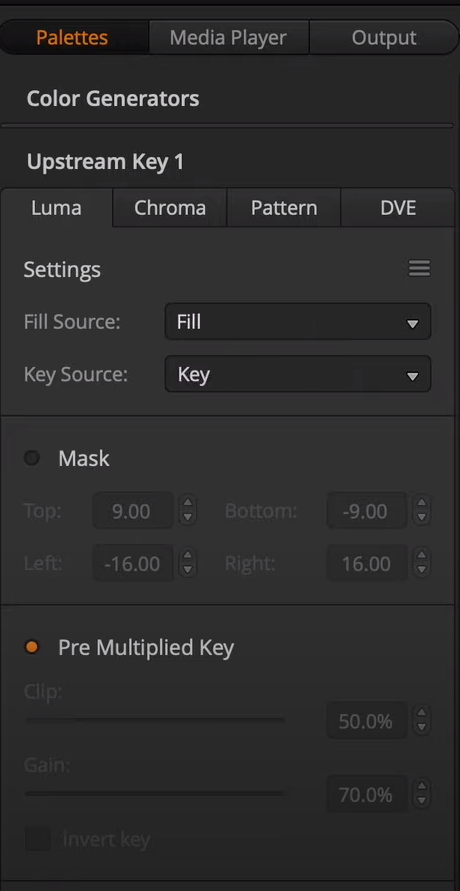 Palettes Media Player Output
Color Generators
Upstream Key 1
Luma Chroma Pattern DVE
Settings
Fill Source: Fill
Key Source: Key
Mask
Top: 9.00 Bottom: -9.00
Left: -16.00 Right: 16.00
Pre Multiplied Key
Clip:
50.0%
Gain:
70.0%
Invert key